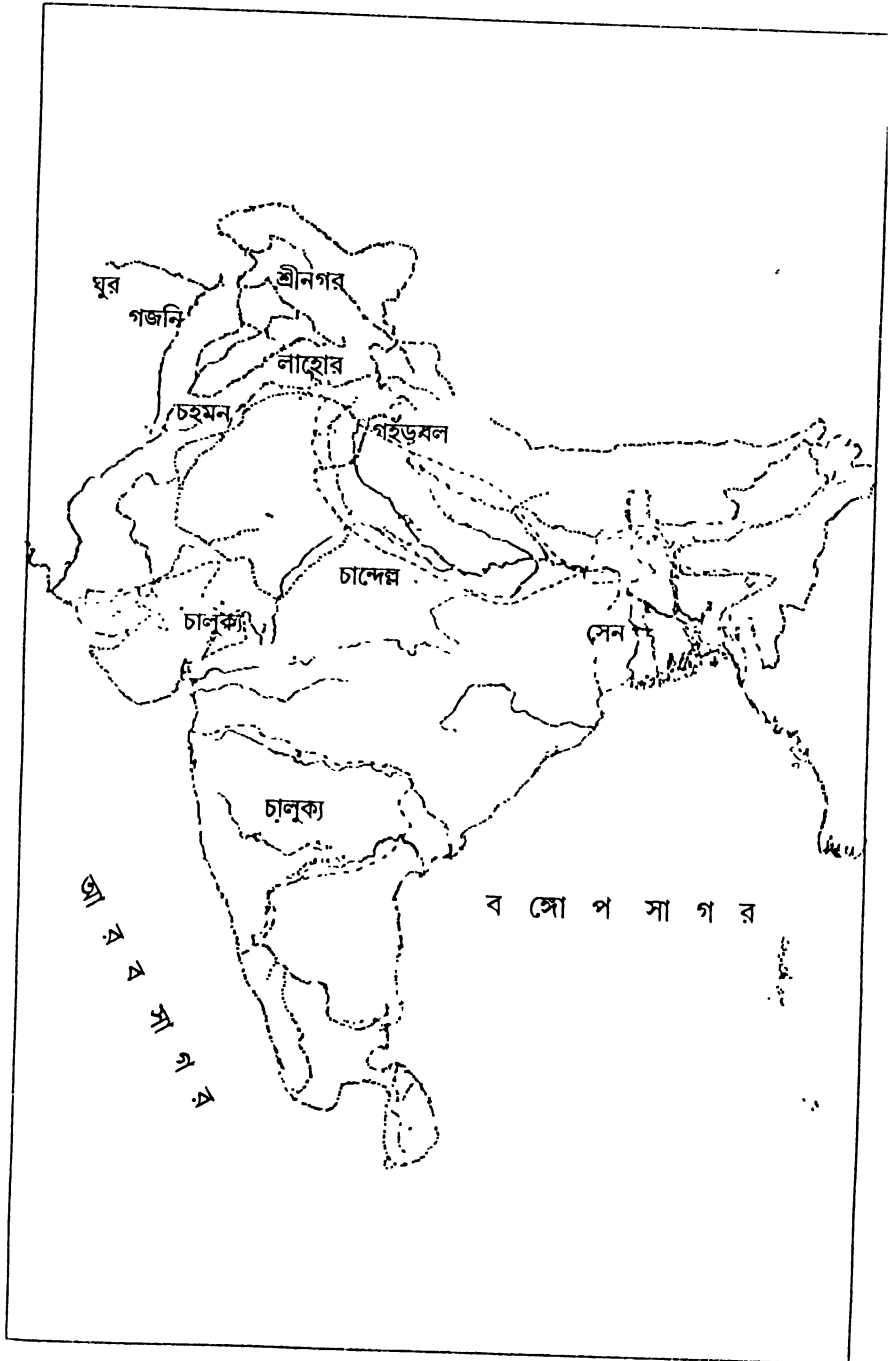 শ্রীনগর
ঘুর
গজনি
লাহোর
চহমন
গহড়বল
চান্দেল্ল
চালুক্য
সেন
চালুক্য
ব ঙ্গো প সা গ র
আ র ব সা গ র